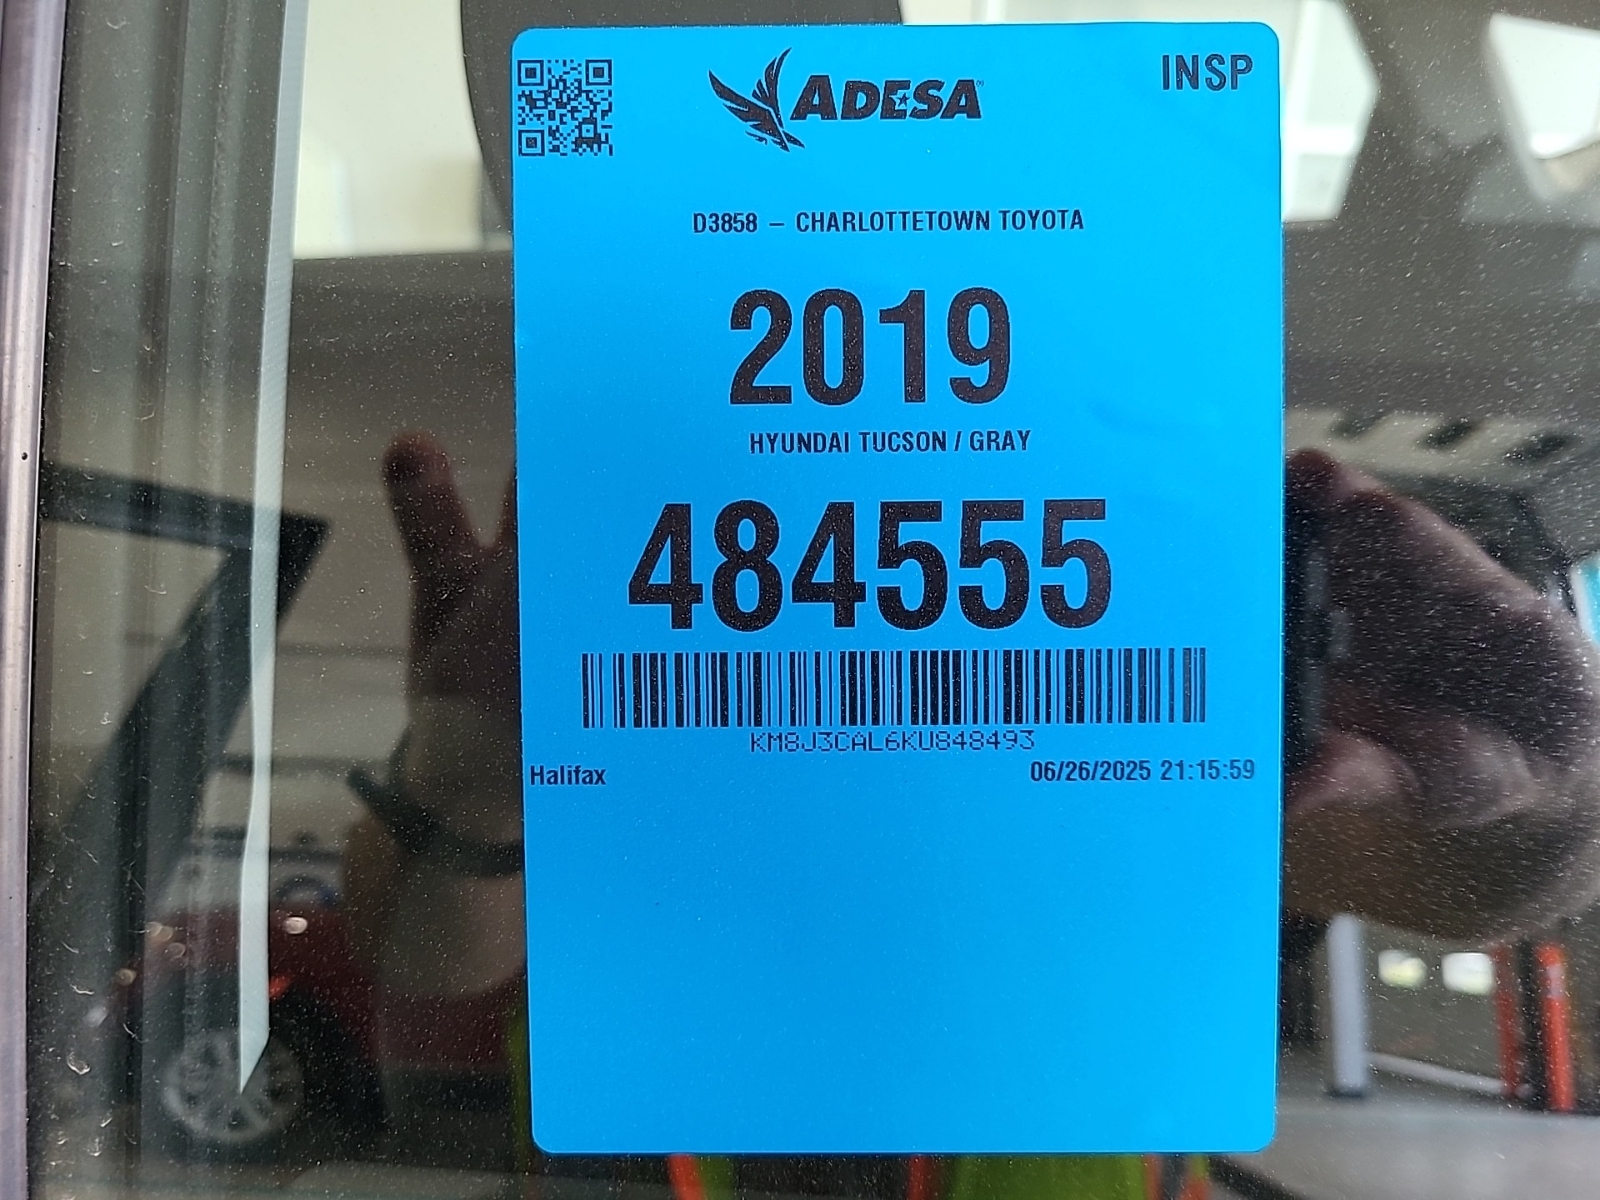 ADESA
INSP
D3858 – CHARLOTTETOWN TOYOTA
2019
HYUNDAI TUCSON / GRAY
484555
KM8J3CAL6KU848493
Halifax 06/26/2025 21:15:59